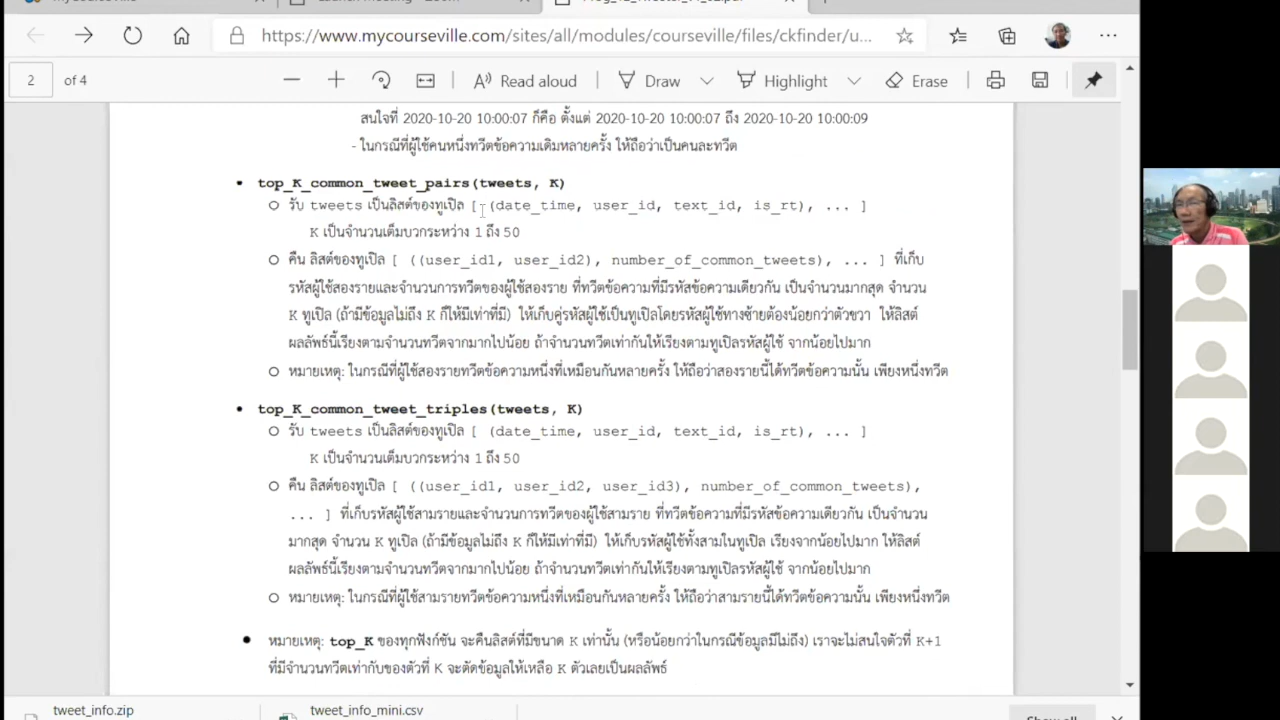 https://www.mycourseville.com/sites/all/modules/courseville/files/ckfinder/u...
2 of 4
Read aloud
Draw
Highlight
Erase
สนใจที่ 2020-10-20 10:00:07 ก็คือ ตั้งแต่ 2020-10-20 10:00:07 ถึง 2020-10-20 10:00:09
- ในกรณีที่ผู้ใช้คนหนึ่งทวีตข้อความเดิมหลายครั้ง ให้ถือว่าเป็นคนละทวีต
• top_K_common_tweet_pairs(tweets, K)
○ รับ tweets เป็นลิสต์ของทูเปิล [ (date_time, user_id, text_id, is_rt), ... ]
K เป็นจำนวนเต็มบวกระหว่าง 1 ถึง 50
○ คืน ลิสต์ของทูเปิล [ ((user_id1, user_id2), number_of_common_tweets), ... ] ที่เก็บ
รหัสผู้ใช้สองรายและจำนวนการทวีตของผู้ใช้สองราย ที่ทวีตข้อความที่มีรหัสข้อความเดียวกัน เป็นจำนวนมากสุด จำนวน
K ทูเปิล (ถ้ามีข้อมูลไม่ถึง K ก็ให้มีเท่าที่มี) ให้เก็บคู่รหัสผู้ใช้เป็นทูเปิลโดยรหัสผู้ใช้ทางซ้ายต้องน้อยกว่าตัวขวา ให้ลิสต์
ผลลัพธ์นี้เรียงตามจำนวนทวีตจากมากไปน้อย ถ้าจำนวนทวีตเท่ากันให้เรียงตามทูเปิลรหัสผู้ใช้ จากน้อยไปมาก
○ หมายเหตุ: ในกรณีที่ผู้ใช้สองรายทวีตข้อความหนึ่งที่เหมือนกันหลายครั้ง ให้ถือว่าสองรายนี้ได้ทวีตข้อความนั้น เพียงหนึ่งทวีต
• top_K_common_tweet_triples(tweets, K)
○ รับ tweets เป็นลิสต์ของทูเปิล [ (date_time, user_id, text_id, is_rt), ... ]
K เป็นจำนวนเต็มบวกระหว่าง 1 ถึง 50
○ คืน ลิสต์ของทูเปิล [ ((user_id1, user_id2, user_id3), number_of_common_tweets),
... ] ที่เก็บรหัสผู้ใช้สามรายและจำนวนการทวีตของผู้ใช้สามราย ที่ทวีตข้อความที่มีรหัสข้อความเดียวกัน เป็นจำนวน
มากสุด จำนวน K ทูเปิล (ถ้ามีข้อมูลไม่ถึง K ก็ให้มีเท่าที่มี) ให้เก็บรหัสผู้ใช้ทั้งสามในทูเปิล เรียงจากน้อยไปมาก ให้ลิสต์
ผลลัพธ์นี้เรียงตามจำนวนทวีตจากมากไปน้อย ถ้าจำนวนทวีตเท่ากันให้เรียงตามทูเปิลรหัสผู้ใช้ จากน้อยไปมาก
○ หมายเหตุ: ในกรณีที่ผู้ใช้สามรายทวีตข้อความหนึ่งที่เหมือนกันหลายครั้ง ให้ถือว่าสามรายนี้ได้ทวีตข้อความนั้น เพียงหนึ่งทวีต
• หมายเหตุ: top_K ของทุกฟังก์ชัน จะคืนลิสต์ที่มีขนาด K เท่านั้น (หรือน้อยกว่าในกรณีข้อมูลมีไม่ถึง) เราจะไม่สนใจตัวที่ K+1
ที่มีจำนวนทวีตเท่ากับของตัวที่ K จะตัดข้อมูลให้เหลือ K ตัวเลยเป็นผลลัพธ์
tweet_info.zip
tweet_info_mini.csv